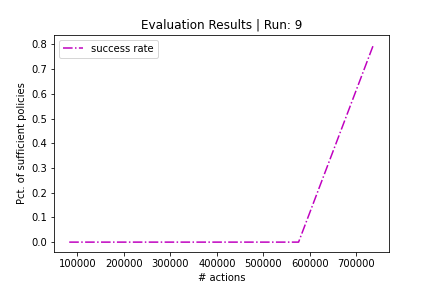 Evaluation Results | Run: 9
success rate
Pct. of sufficient policies
0.8
0.7
0.6
0.5
0.4
0.3
0.2
0.1
0.0
100000 200000 300000 400000 500000 600000 700000
# actions